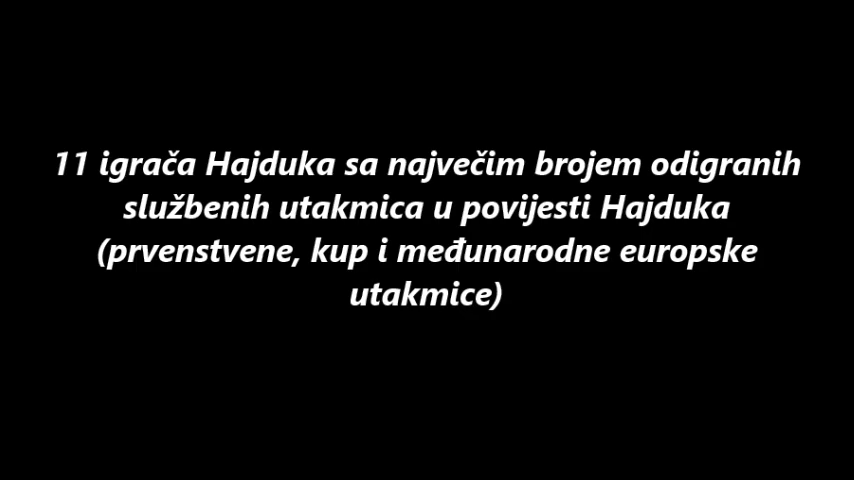 11 igrača Hajduka sa največim brojem odigranih
službenih utakmica u povijesti Hajduka
(prvenstvene, kup i međunarodne europske
utakmice)